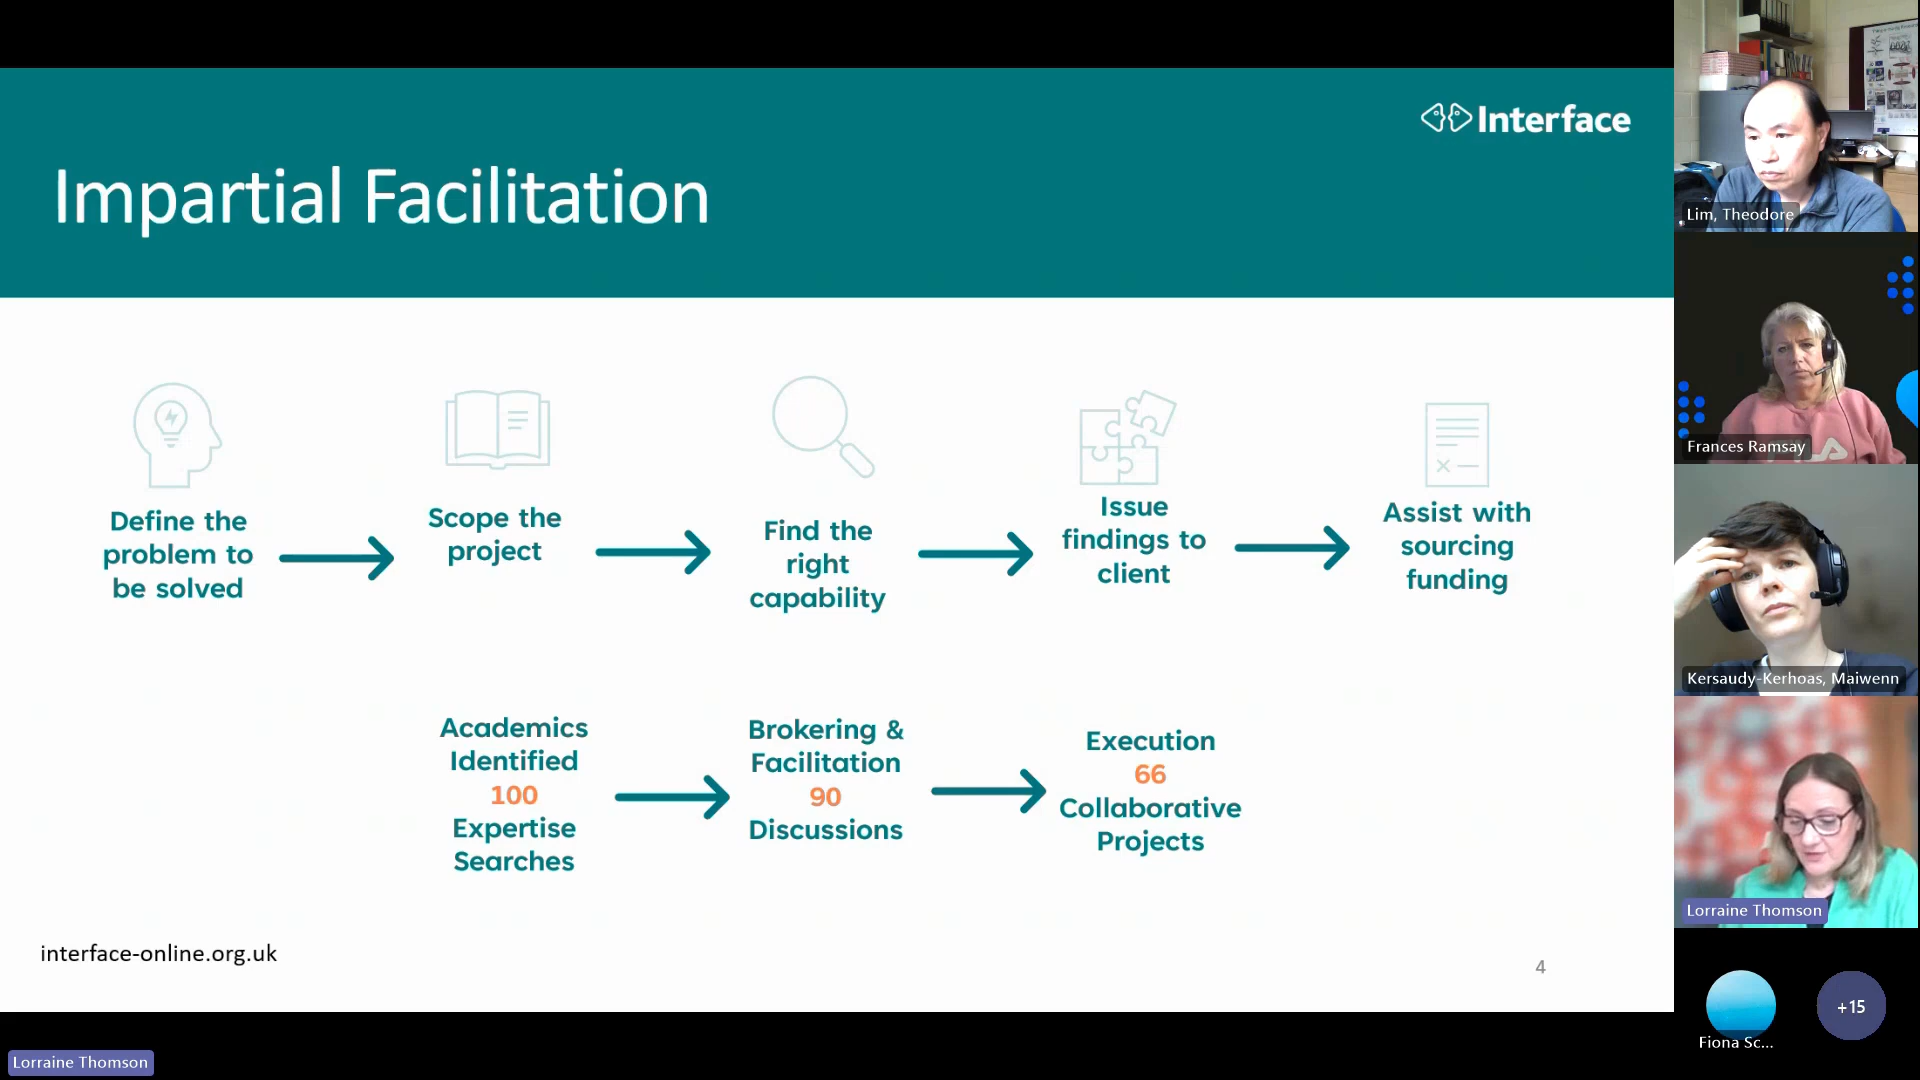 Interface
Impartial Facilitation
Define the
problem to
be solved
Scope the
project
Find the
right
capability
Issue
findings to
client
Assist with
sourcing
funding
Academics
Identified
100
Expertise
Searches
Brokering &
Facilitation
90
Discussions
Execution
66
Collaborative
Projects
interface-online.org.uk
4
Lim, Theodore
Frances Ramsay
Kersaudy-Kerhoas, Maiwenn
Lorraine Thomson
Fiona Sc...
+15
Lorraine Thomson